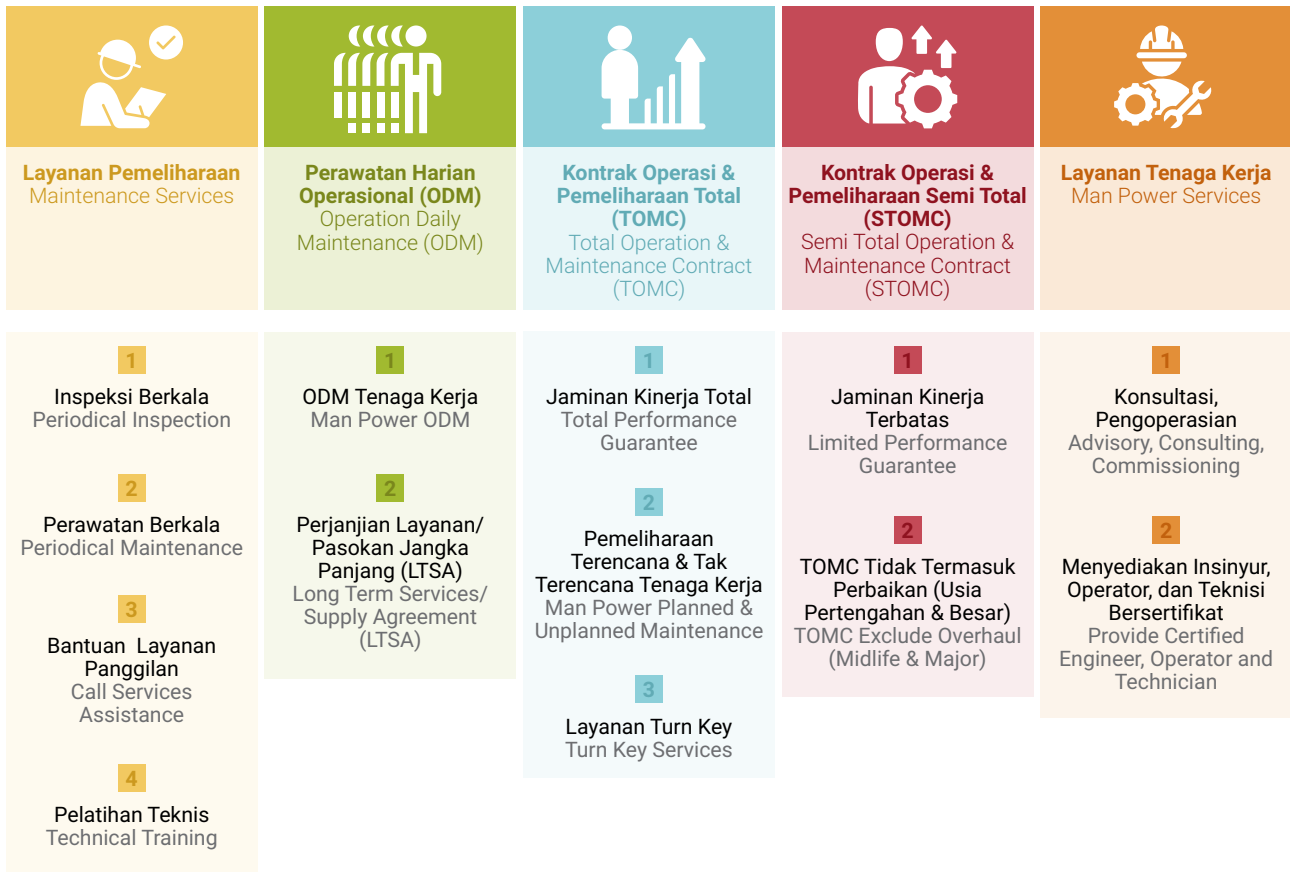 Layanan Pemeliharaan
Maintenance Services
Perawatan Harian
Operasional (ODM)
Operation Daily
Maintenance (ODM)
Kontrak Operasi &
Pemeliharaan Total
(TOMC)
Total Operation &
Maintenance Contract
(TOMC)
Kontrak Operasi &
Pemeliharaan Semi Total
(STOMC)
Semi Total Operation &
Maintenance Contract
(STOMC)
Layanan Tenaga Kerja
Man Power Services
1
Inspeksi Berkala
Periodical Inspection
2
Perawatan Berkala
Periodical Maintenance
3
Bantuan Layanan
Panggilan
Call Services
Assistance
4
Pelatihan Teknis
Technical Training
1
ODM Tenaga Kerja
Man Power ODM
2
Perjanjian Layanan/
Pasokan Jangka
Panjang (LTSA)
Long Term Services/
Supply Agreement
(LTSA)
1
Jaminan Kinerja Total
Total Performance
Guarantee
2
Pemeliharaan
Terencana & Tak
Terencana Tenaga Kerja
Man Power Planned &
Unplanned Maintenance
3
Layanan Turn Key
Turn Key Services
1
Jaminan Kinerja
Terbatas
Limited Performance
Guarantee
2
TOMC Tidak Termasuk
Perbaikan (Usia
Pertengahan & Besar)
TOMC Exclude Overhaul
(Midlife & Major)
1
Konsultasi,
Pengoperasian
Advisory, Consulting,
Commissioning
2
Menyediakan Insinyur,
Operator, dan Teknisi
Bersertifikat
Provide Certified
Engineer, Operator and
Technician